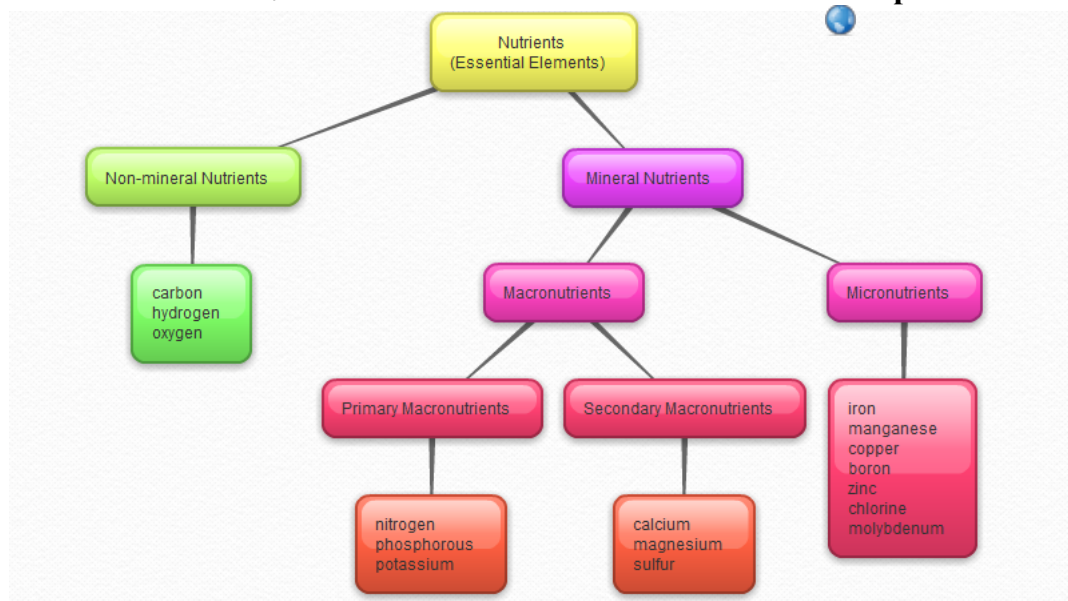 Nutrients
(Essential Elements)
Non-mineral Nutrients
Mineral Nutrients
carbon
hydrogen
oxygen
Macronutrients
Micronutrients
Primary Macronutrients
Secondary Macronutrients
iron
manganese
copper
boron
zinc
chlorine
molybdenum
nitrogen
phosphorous
potassium
calcium
magnesium
sulfur